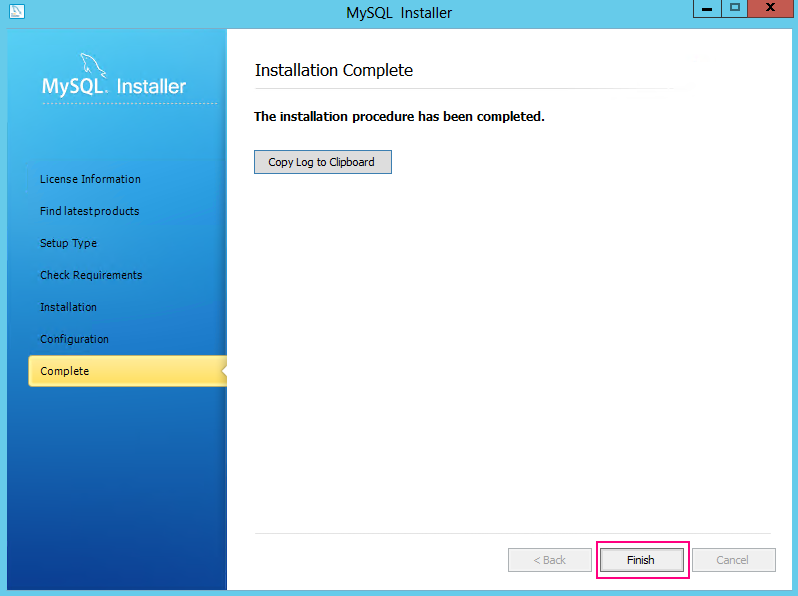 MySQL Installer
MySQL Installer
License Information
Find latest products
Setup Type
Check Requirements
Installation
Configuration
Complete
Installation Complete
The installation procedure has been completed.
Copy Log to Clipboard
< Back
Finish
Cancel